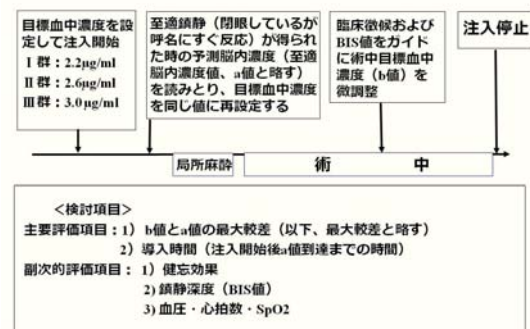 目標血中濃度を設
定して注入開始
Ⅰ群：2.2μg/ml
Ⅱ群：2.6μg/ml
Ⅲ群：3.0μg/ml
至適鎮静（閉眼しているが
呼名にすぐ反応）が得られ
た時の予測脳内濃度（至適
脳内濃度値、a値と略す）
を読みとり、目標血中濃度
を同じ値に再設定する
臨床徴候および
BIS値をガイド
に術中目標血中
濃度（b値）を
微調整
注入停止
局所麻酔
術 中
＜検討項目＞
主要評価項目：1） b値とa値の最大較差（以下、最大較差と略す）
2）導入時間（注入開始後a値到達までの時間）
副次的評価項目： 1）健忘効果
2) 鎮静深度（BIS値）
3) 血圧・心拍数・SpO2